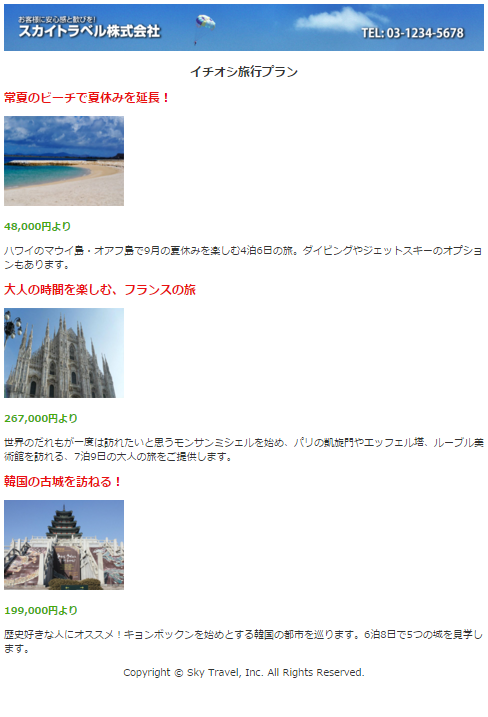 お客様に安心感と歓びを!
スカイトラベル株式会社
TEL: 03-1234-5678
イチオシ旅行プラン
常夏のビーチで夏休みを延長！
48,000円より
ハワイのマウイ島・オアフ島で9月の夏休みを楽しむ4泊6日の旅。ダイビングやジェットスキーのオプショ
ンもあります。
大人の時間を楽しむ、フランスの旅
267,000円より
世界のだれもが一度は訪れたいと思うモンサンミシェルを始め、パリの凱旋門やエッフェル塔、ルーブル美
術館を訪れる、7泊9日の大人の旅をご提供します。
韓国の古城を訪ねる！
199,000円より
歴史好きな人にオススメ！キョンボックンを始めとする韓国の都市を巡ります。6泊8日で5つの城を見学し
ます。
Copyright © Sky Travel, Inc. All Rights Reserved.